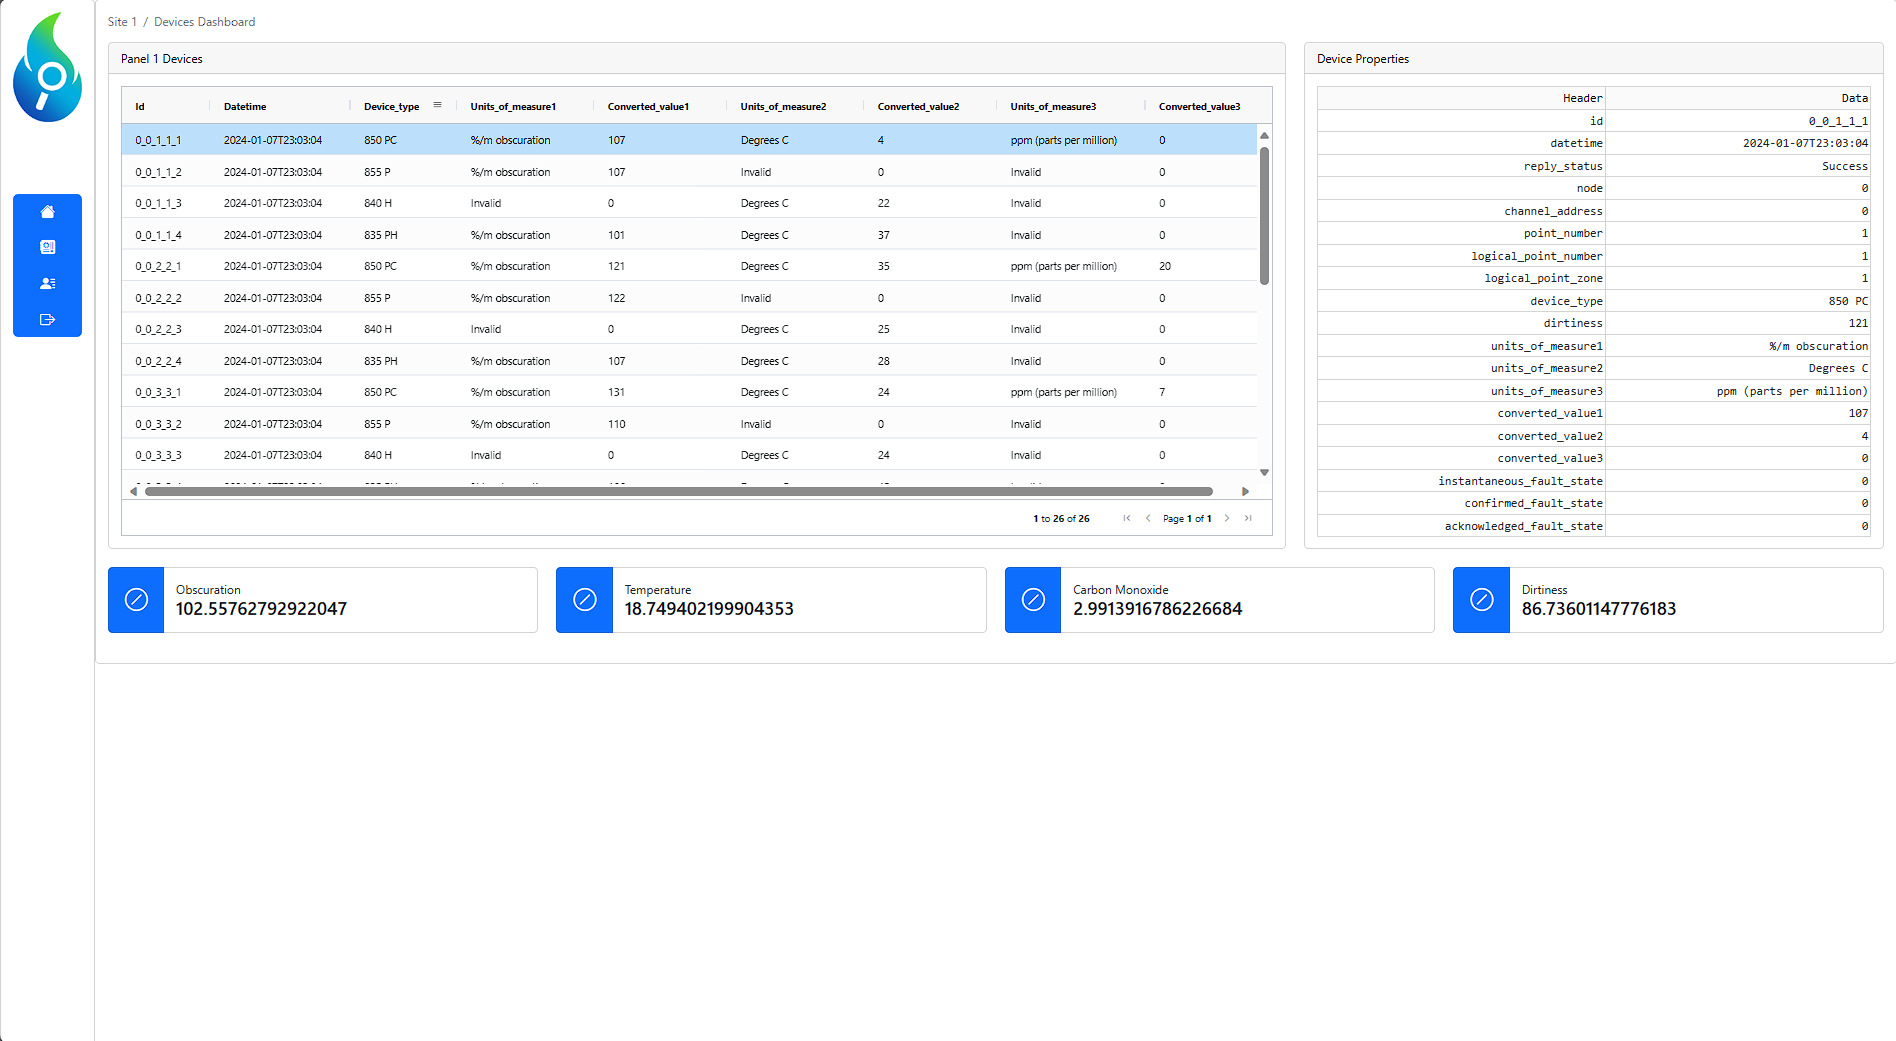 Site 1 / Devices Dashboard
Panel 1 Devices
Id Datetime Device_type Units_of_measure1 Converted_value1 Units_of_measure2 Converted_value2 Units_of_measure3 Converted_value3
0_0_1_1_1 2024-01-07T23:03:04 850 PC %/m obscuration 107 Degrees C 4 ppm (parts per million) 0
0_0_1_1_2 2024-01-07T23:03:04 855 P %/m obscuration 107 Invalid 0 Invalid 0
0_0_1_1_3 2024-01-07T23:03:04 840 H Invalid 0 Degrees C 22 Invalid 0
0_0_1_1_4 2024-01-07T23:03:04 835 PH %/m obscuration 101 Degrees C 37 Invalid 0
0_0_2_2_1 2024-01-07T23:03:04 850 PC %/m obscuration 121 Degrees C 35 ppm (parts per million) 20
0_0_2_2_2 2024-01-07T23:03:04 855 P %/m obscuration 122 Invalid 0 Invalid 0
0_0_2_2_3 2024-01-07T23:03:04 840 H Invalid 0 Degrees C 25 Invalid 0
0_0_2_2_4 2024-01-07T23:03:04 835 PH %/m obscuration 107 Degrees C 28 Invalid 0
0_0_3_3_1 2024-01-07T23:03:04 850 PC %/m obscuration 131 Degrees C 24 ppm (parts per million) 7
0_0_3_3_2 2024-01-07T23:03:04 855 P %/m obscuration 110 Invalid 0 Invalid 0
0_0_3_3_3 2024-01-07T23:03:04 840 H Invalid 0 Degrees C 24 Invalid 0
1 to 26 of 26 Page 1 of 1
Device Properties
Header Data
id 0_0_1_1_1
datetime 2024-01-07T23:03:04
reply_status Success
node 0
channel_address 0
point_number 1
logical_point_number 1
logical_point_zone 1
device_type 850 PC
dirtiness 121
units_of_measure1 %/m obscuration
units_of_measure2 Degrees C
units_of_measure3 ppm (parts per million)
converted_value1 107
converted_value2 4
converted_value3 0
instantaneous_fault_state 0
confirmed_fault_state 0
acknowledged_fault_state 0
Obscuration
102.55762792922047
Temperature
18.749402199904353
Carbon Monoxide
2.9913916786226684
Dirtiness
86.73601147776183